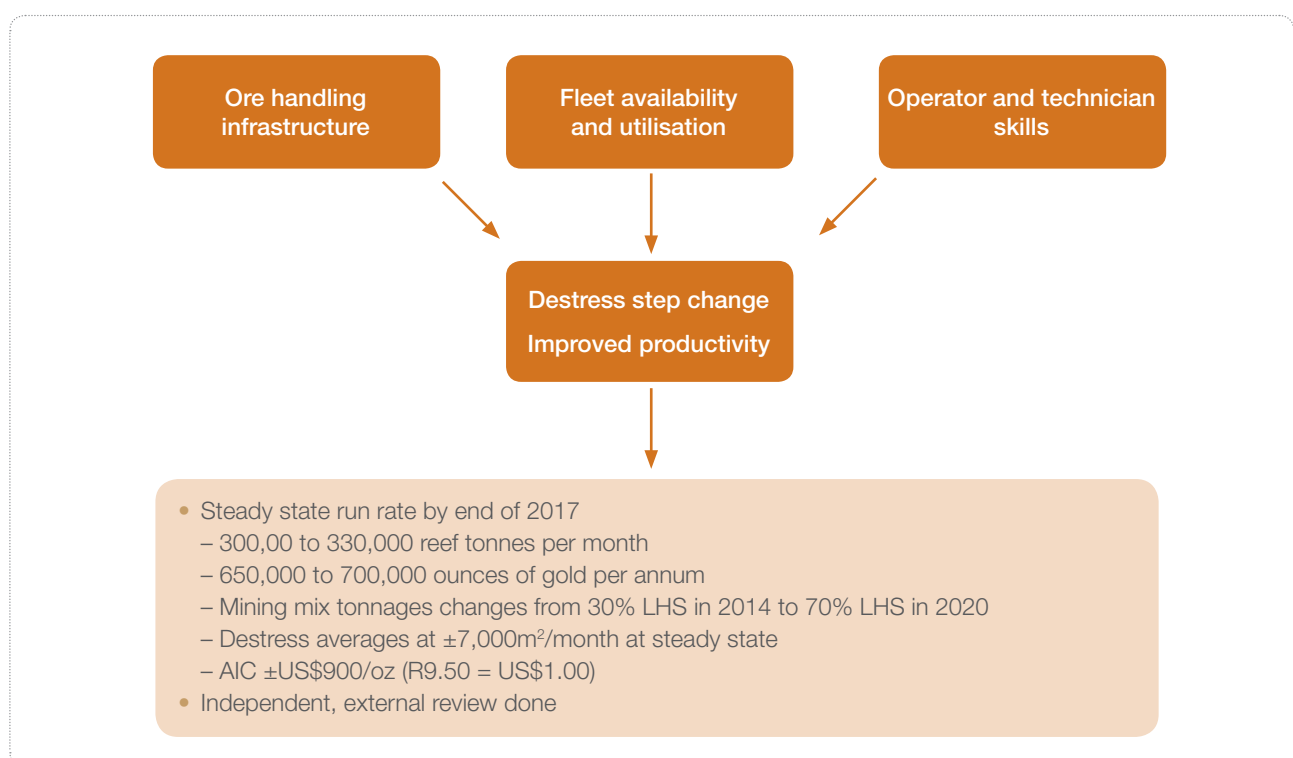 Ore handling
infrastructure
Fleet availability
and utilisation
Operator and technician
skills
Destress step change
Improved productivity
• Steady state run rate by end of 2017
– 300,00 to 330,000 reef tonnes per month
– 650,000 to 700,000 ounces of gold per annum
– Mining mix tonnages changes from 30% LHS in 2014 to 70% LHS in 2020
– Destress averages at ±7,000m²/month at steady state
– AIC ±US$900/oz (R9.50 = US$1.00)
• Independent, external review done